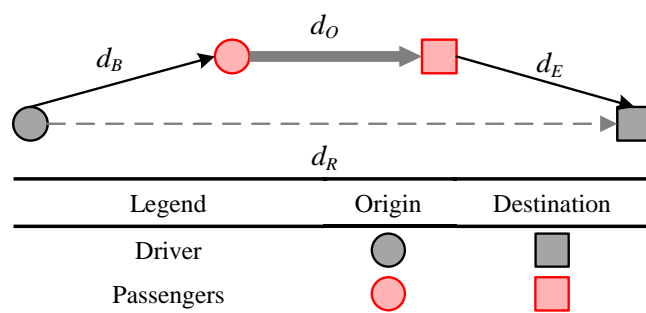 d_O
d_B
d_E
d_R
Legend Origin Destination
Driver
Passengers